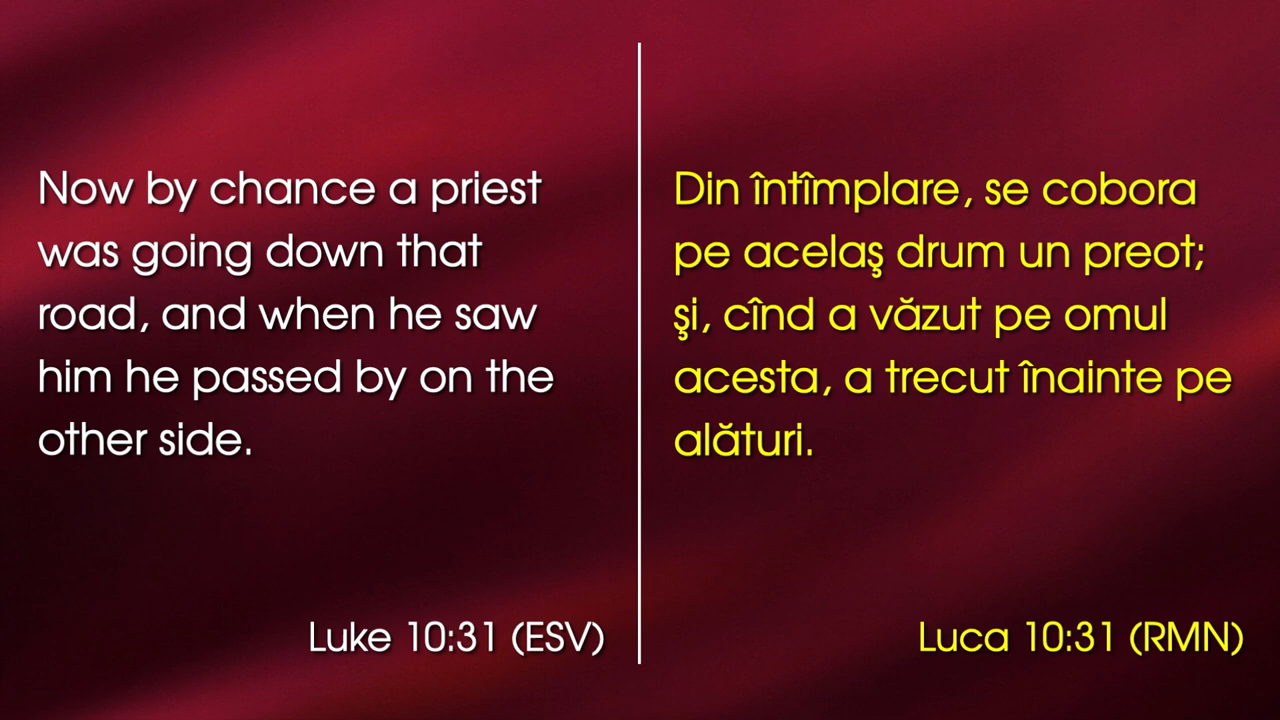 Now by chance a priest
was going down that
road, and when he saw
him he passed by on the
other side.
Luke 10:31 (ESV)
Din întîmplare, se cobora
pe acelaş drum un preot;
şi, cînd a văzut pe omul
acesta, a trecut înainte pe
alături.
Luca 10:31 (RMN)